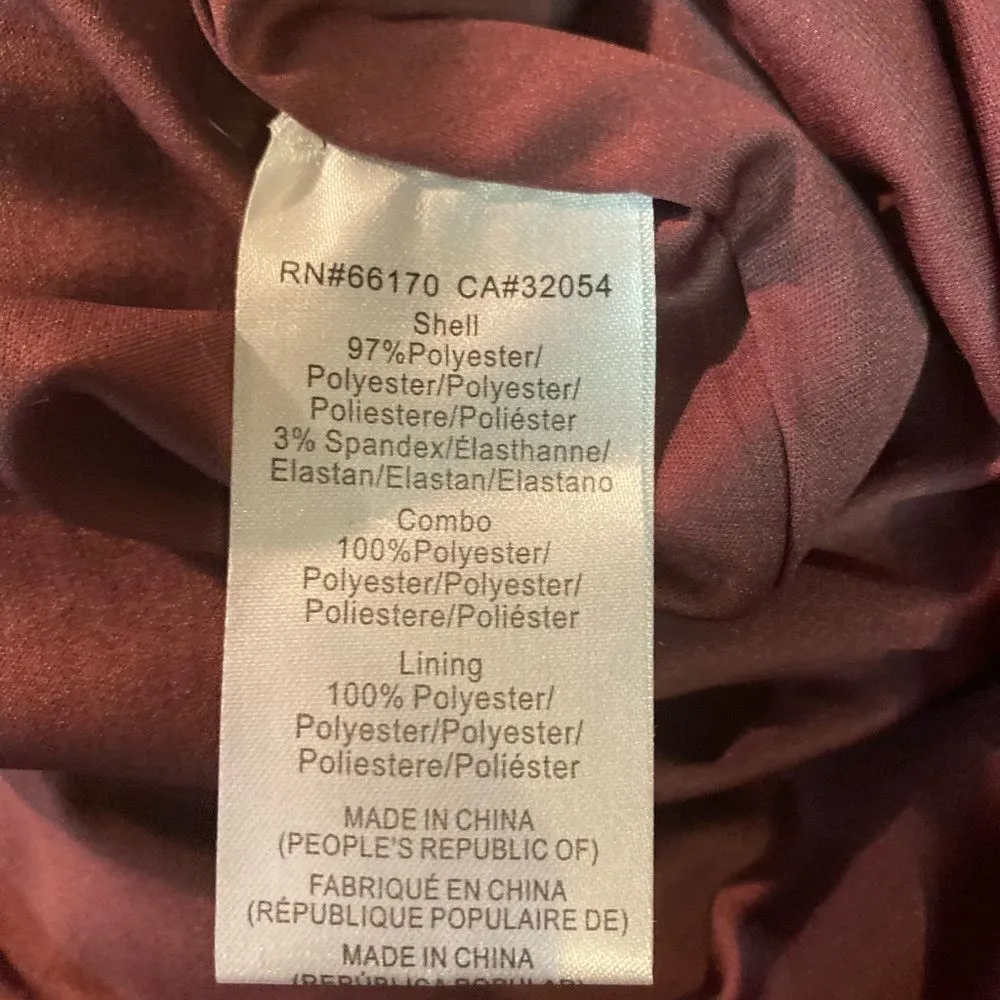 RN#66170 CA#32054
Shell
97%Polyester/
Polyester/Polyester/
Poliestere/Poliéster
3% Spandex/Élasthanne/
Elastan/Elastan/Elastano
Combo
100%Polyester/
Polyester/Polyester/
Poliestere/Poliéster
Lining
100% Polyester/
Polyester/Polyester/
Poliestere/Poliéster
MADE IN CHINA
(PEOPLE'S REPUBLIC OF)
FABRIQUÉ EN CHINA
(RÉPUBLIQUE POPULAIRE DE)
MADE IN CHINA